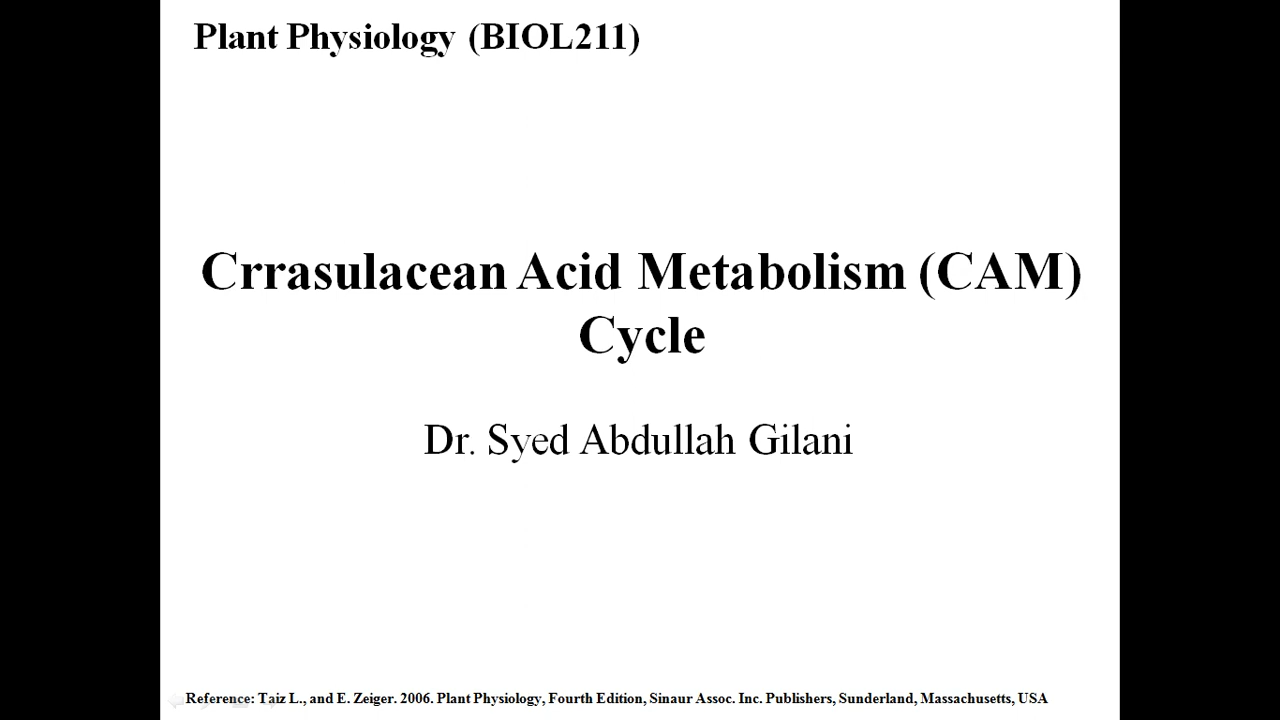 Plant Physiology (BIOL211)
Crrasulacean Acid Metabolism (CAM)
Cycle
Dr. Syed Abdullah Gilani
Reference: Taiz L., and E. Zeiger. 2006. Plant Physiology, Fourth Edition, Sinaur Assoc. Inc. Publishers, Sunderland, Massachusetts, USA